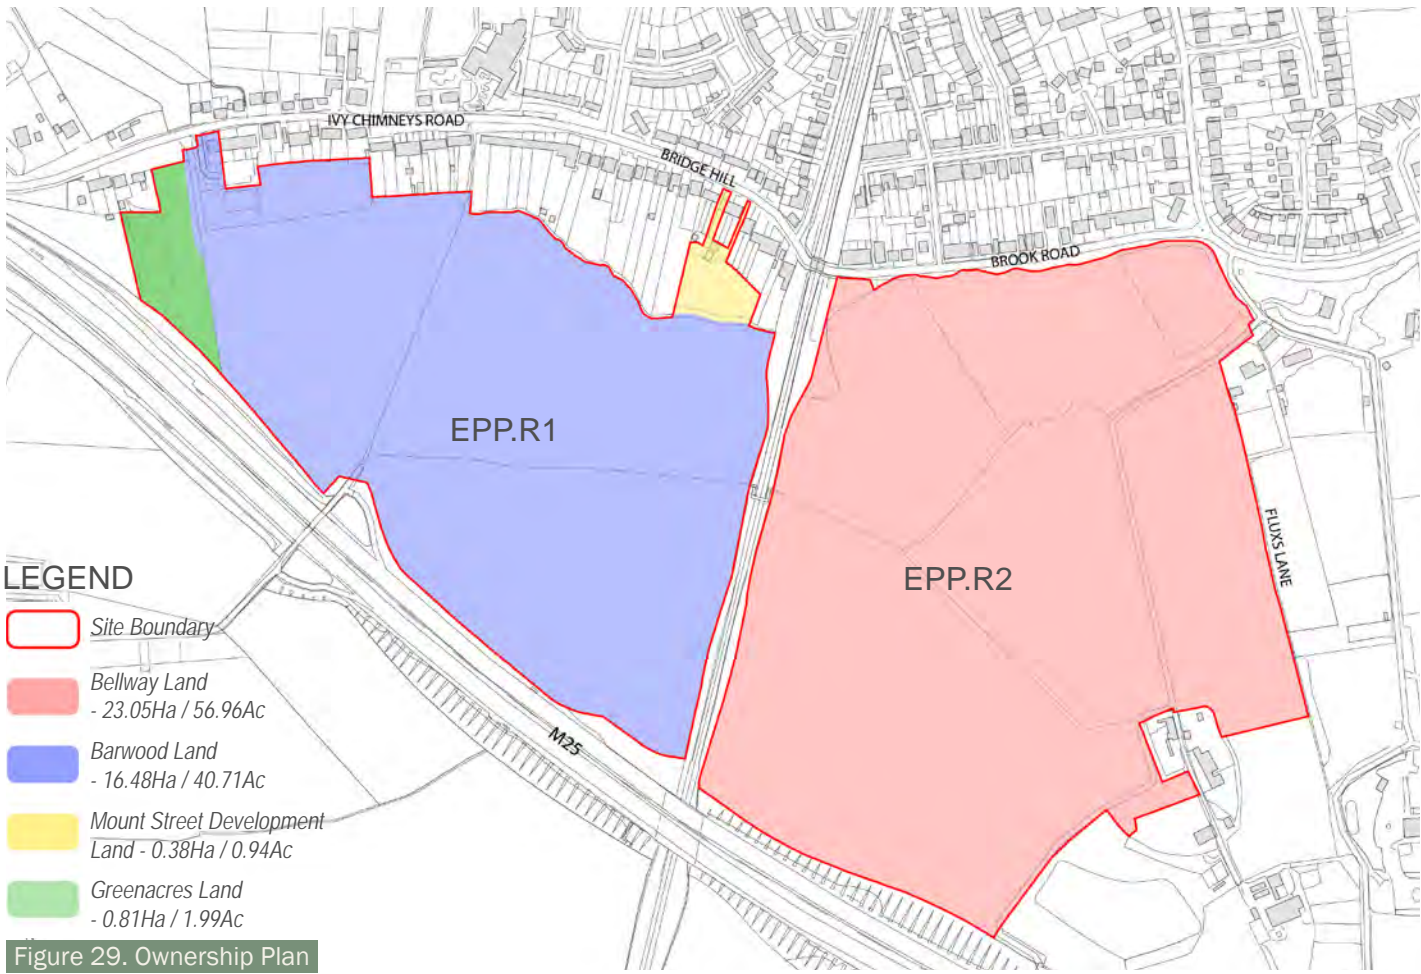 IVY CHIMNEYS ROAD
BRIDGE HILL
BROOK ROAD
EPP.R1
FLUXS LANE
EPP.R2
M25
LEGEND
Site Boundary
Bellway Land
- 23.05Ha / 56.96Ac
Barwood Land
- 16.48Ha / 40.71Ac
Mount Street Development
Land - 0.38Ha / 0.94Ac
Greenacres Land
- 0.81Ha / 1.99Ac
Figure 29. Ownership Plan